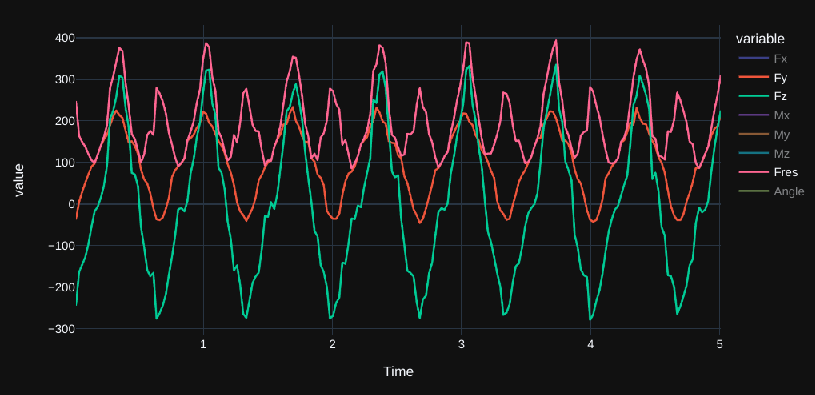 400
300
200
100
0
−100
−200
−300
value
1
2
3
4
5
Time
variable
Fx
Fy
Fz
Mx
My
Mz
Fres
Angle